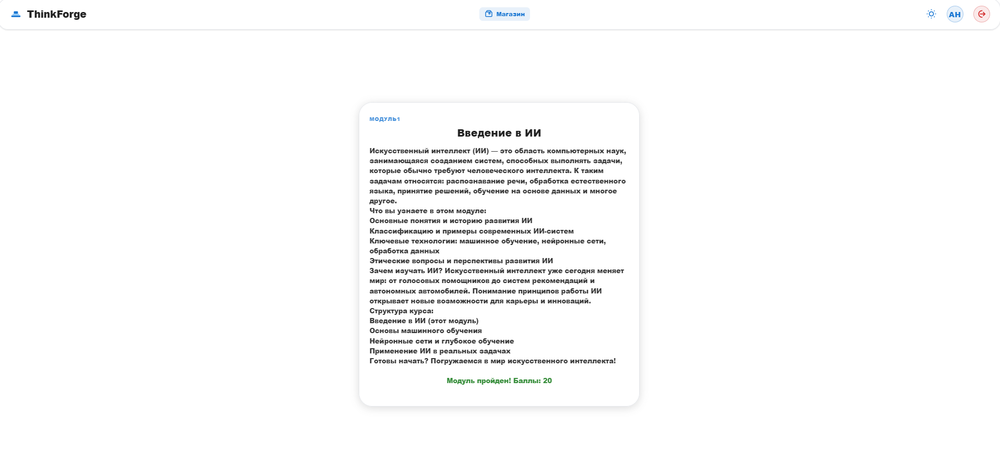 ThinkForge
Магазин
АН
МОДУЛЬ1
Введение в ИИ
Искусственный интеллект (ИИ) — это область компьютерных наук,
занимающаяся созданием систем, способных выполнять задачи,
которые обычно требуют человеческого интеллекта. К таким
задачам относятся: распознавание речи, обработка естественного
языка, принятие решений, обучение на основе данных и многое
другое.
Что вы узнаете в этом модуле:
Основные понятия и историю развития ИИ
Классификацию и примеры современных ИИ-систем
Ключевые технологии: машинное обучение, нейронные сети,
обработка данных
Этические вопросы и перспективы развития ИИ
Зачем изучать ИИ? Искусственный интеллект уже сегодня меняет
мир: от голосовых помощников до систем рекомендаций и
автономных автомобилей. Понимание принципов работы ИИ
открывает новые возможности для карьеры и инноваций.
Структура курса:
Введение в ИИ (этот модуль)
Основы машинного обучения
Нейронные сети и глубокое обучение
Применение ИИ в реальных задачах
Готовы начать? Погружаемся в мир искусственного интеллекта!
Модуль пройден! Баллы: 20